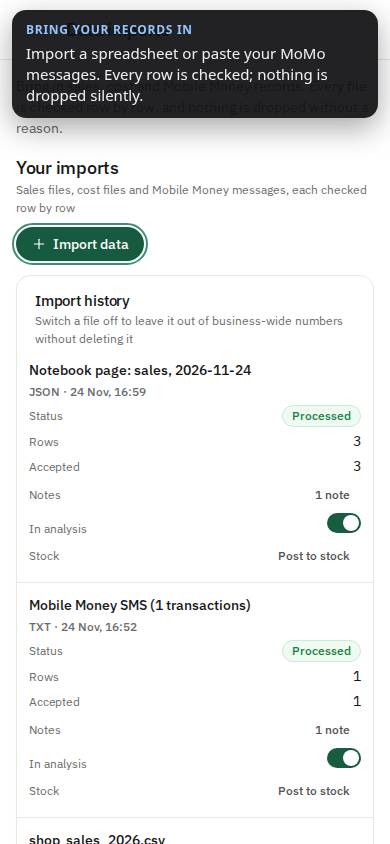 BRING YOUR RECORDS IN
Import a spreadsheet or paste your MoMo
messages. Every row is checked; nothing is
dropped silently.
reason.
Your imports
Sales files, cost files and Mobile Money messages, each checked
row by row
+ Import data
Import history
Switch a file off to leave it out of business-wide numbers
without deleting it
Notebook page: sales, 2026-11-24
JSON · 24 Nov, 16:59
Status Processed
Rows 3
Accepted 3
Notes 1 note
In analysis
Stock Post to stock
Mobile Money SMS (1 transactions)
TXT · 24 Nov, 16:52
Status Processed
Rows 1
Accepted 1
Notes 1 note
In analysis
Stock Post to stock
shop_sales_2026.csv